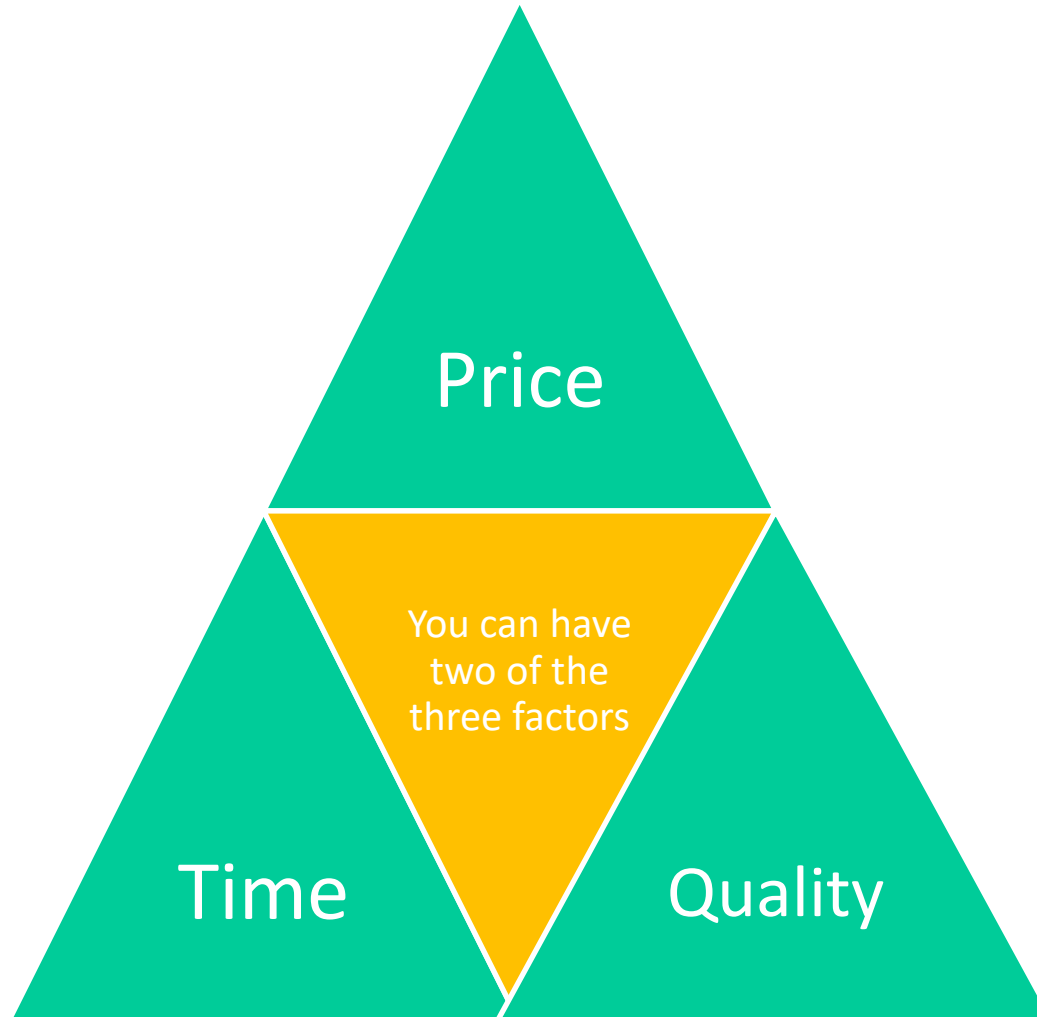 Price
You can have
two of the
three factors
Time
Quality